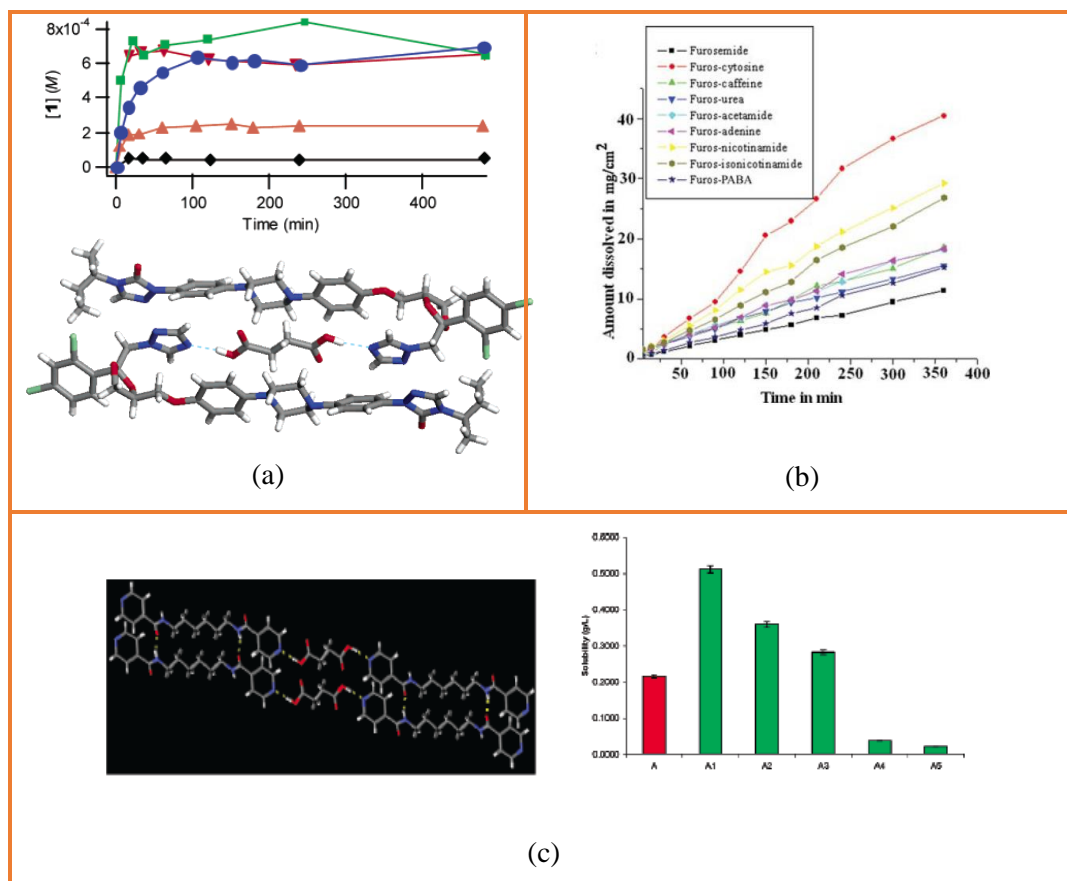 8x10⁻⁴
6
4
2
0
[1] (M)
0 100 200 300 400
Time (min)
(a)
Furosemide
Furos-cytosine
Furos-caffeine
Furos-urea
Furos-acetamide
Furos-adenine
Furos-nicotinamide
Furos-isonicotinamide
Furos-PABA
40
30
20
10
0
Amount dissolved in mg/cm²
50 100 150 200 250 300 350 400
Time in min
(b)
0.6000
0.5000
0.4000
0.3000
0.2000
0.1000
0.0000
Solubility (g/L)
A A1 A2 A3 A4 A5
(c)